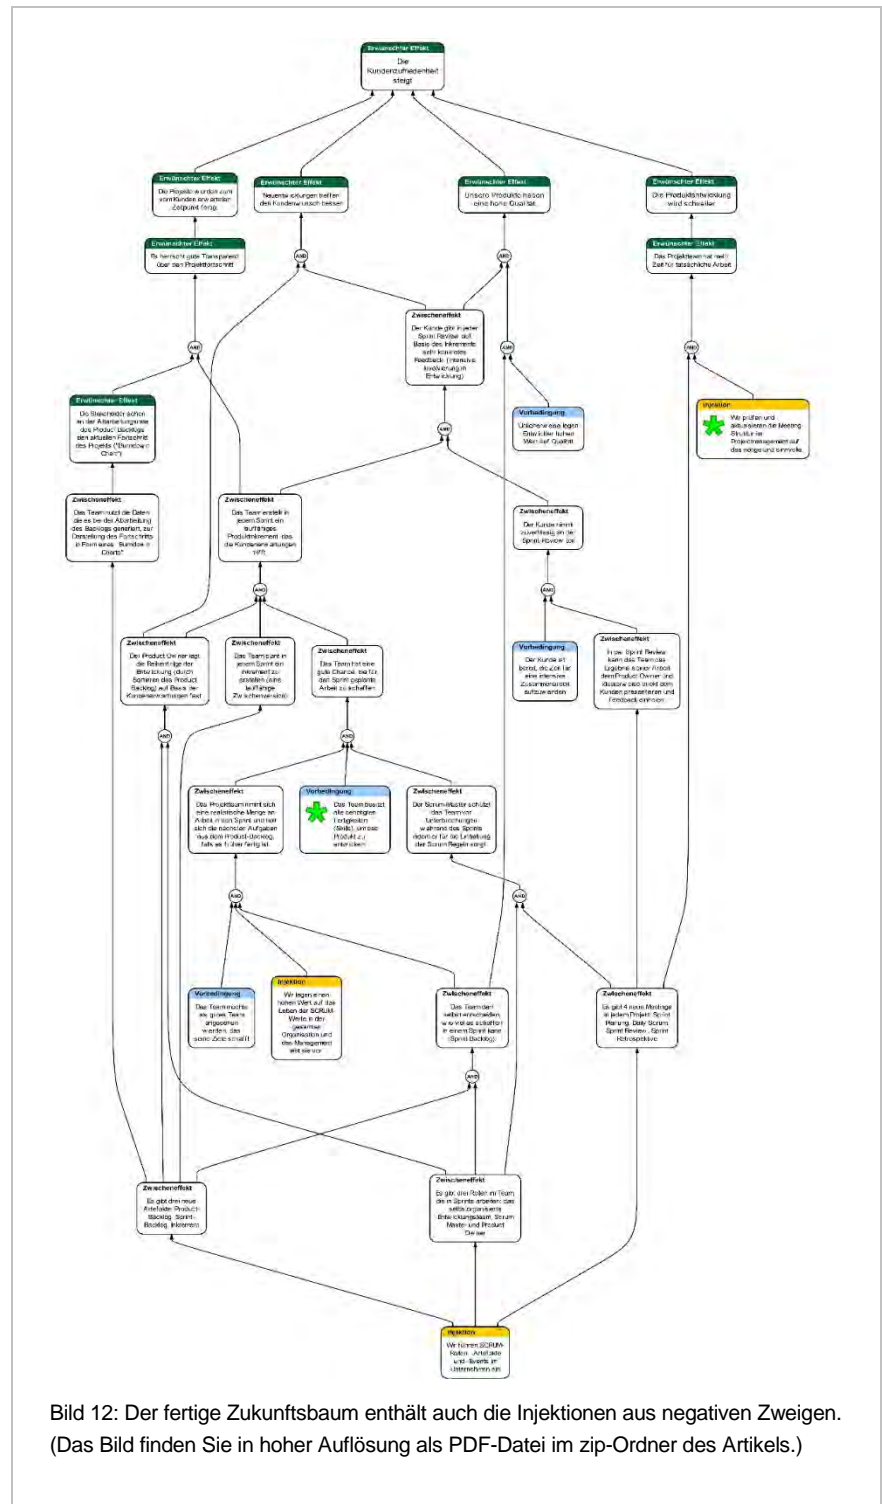 Erwünschter Effekt
Die
Kundenzufriedenheit
steigt
Erwünschter Effekt
Die Projekte werden zum
vom Kunden erwarteten
Zeitpunkt fertig
Erwünschter Effekt
Neuentwicklungen treffen
den Kundenwunsch besser
Erwünschter Effekt
Unsere Produkte haben
eine hohe Qualität
Erwünschter Effekt
Die Produktentwicklung
wird schneller
Erwünschter Effekt
Es herrscht gute Transparenz
über den Projektfortschritt
AND
AND
Erwünschter Effekt
Das Projektteam hat mehr
Zeit für tatsächliche Arbeit
Zwischeneffekt
Der Kunde gibt in jeder
Sprint Review auf
Basis des Inkrements
sehr konkretes
Feedback (intensive
Involvierung in
Entwicklung)
AND
AND
AND
Erwünschter Effekt
Die Stakeholder sehen
an der Abarbeitungsrate
des Product Backlogs
den aktuellen Fortschritt
des Projekts ("Burndown
Chart")
Vorbedingung
Üblicherweise legen
Entwickler hohen
Wert auf Qualität
Injektion
Wir prüfen und
aktualisieren die Meeting-
Struktur im
Projektmanagement auf
das nötige und sinnvolle
AND
Zwischeneffekt
Das Team nutzt die Daten
die es bei der Abarbeitung
des Backlogs generiert, zur
Darstellung des Fortschritts
in Form eines "Burndown
Charts"
Zwischeneffekt
Das Team erstellt in
jedem Sprint ein
lauffähiges
Produktinkrement, das
die Kundenerwartungen
trifft
Zwischeneffekt
Der Kunde nimmt
zuverlässig an der
Sprint-Review teil
AND
AND
Zwischeneffekt
Der Product Owner legt
die Reihenfolge der
Entwicklung (durch
Sortieren des Product
Backlog) auf Basis der
Kundenerwartungen fest
Zwischeneffekt
Das Team plant in
jedem Sprint ein
Inkrement zu
erstellen (eine
lauffähige
Zwischenversion)
Zwischeneffekt
Das Team hat eine
gute Chance, die für
den Sprint geplante
Arbeit zu schaffen
Vorbedingung
Der Kunde ist
bereit, die Zeit für
eine intensive
Zusammenarbeit
aufzuwenden
Zwischeneffekt
In der Sprint Review
kann das Team das
Ergebnis seiner Arbeit
dem Product Owner und
Kunden präsentieren und
Feedback einholen
AND
AND
Zwischeneffekt
Das Projektteam nimmt sich
eine realistische Menge an
Arbeit in den Sprint und holt
sich die nächsten Aufgaben
aus dem Product-Backlog,
falls es früher fertig ist
Vorbedingung
Das Team besitzt
alle benötigten
Fertigkeiten
(Skills), um das
Produkt zu
entwickeln
Zwischeneffekt
Der Scrum-Master schützt
das Team vor
Unterbrechungen
während des Sprints
indem er für die Einhaltung
der Scrum Regeln sorgt
AND
AND
Vorbedingung
Das Team möchte
als gutes Team
angesehen
werden, das
seine Ziele schafft
Injektion
Wir legen einen
hohen Wert auf das
Leben der SCRUM-
Werte in der
gesamten
Organisation und
das Management
lebt sie vor
Zwischeneffekt
Das Team darf
selbst entscheiden,
wie viel es schaffen
in einem Sprint kann
(Sprint Backlog)
Zwischeneffekt
Es gibt 4 neue Meetings
in jedem Projekt: Sprint
Planung, Daily Scrum,
Sprint Review, Sprint
Retrospektive
AND
Zwischeneffekt
Es gibt drei neue
Artefakte: Product-
Backlog, Sprint-
Backlog, Inkrement
Zwischeneffekt
Es gibt drei Rollen im Team,
die in Sprints arbeiten: das
selbstorganisierte
Entwicklungsteam, Scrum
Master und Product
Owner
Injektion
Wir führen SCRUM-
Rollen, -Artefakte
und -Events im
Unternehmen ein
Bild 12: Der fertige Zukunftsbaum enthält auch die Injektionen aus negativen Zweigen.
(Das Bild finden Sie in hoher Auflösung als PDF-Datei im zip-Ordner des Artikels.)